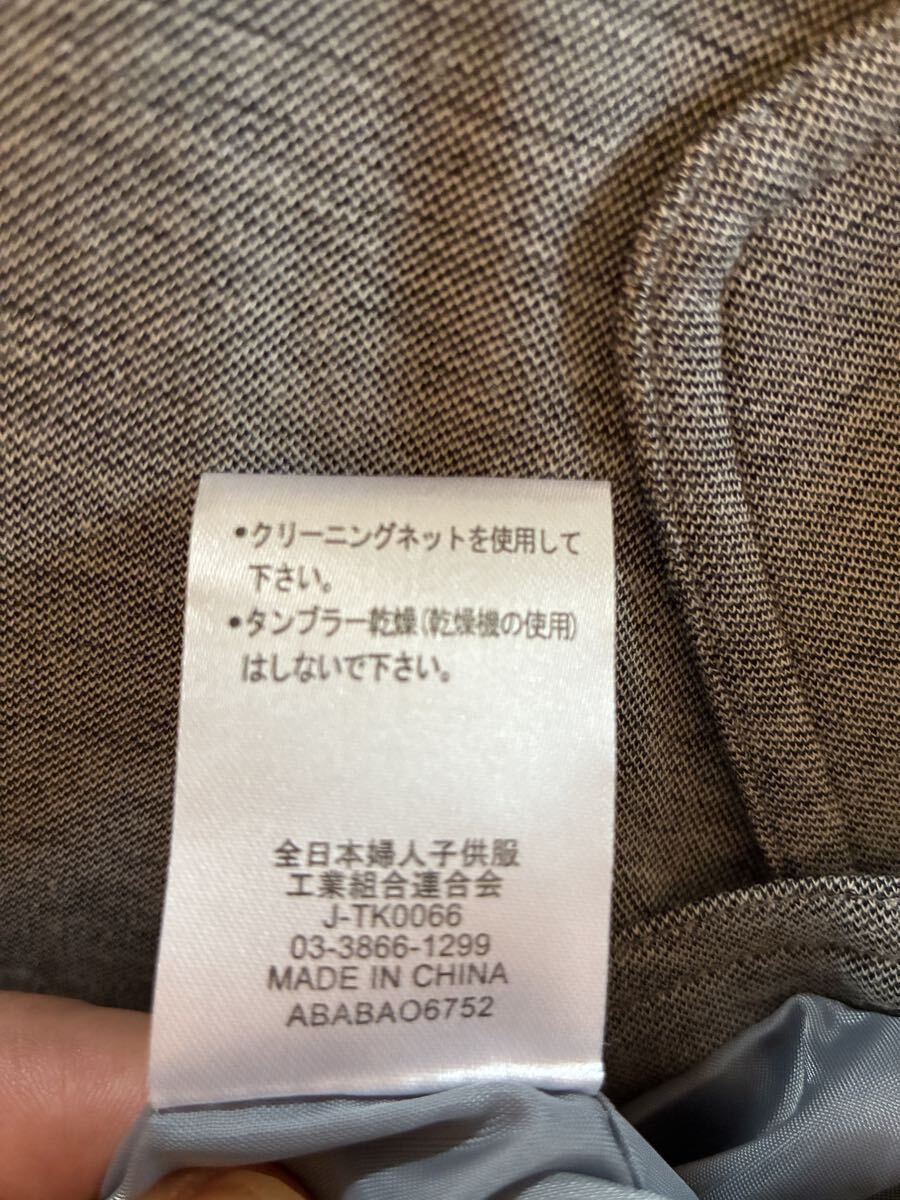 •クリーニングネットを使用して
下さい。
•タンブラー乾燥(乾燥機の使用)
はしないで下さい。
全日本婦人子供服
工業組合連合会
J-TK0066
03-3866-1299
MADE IN CHINA
ABABAO6752